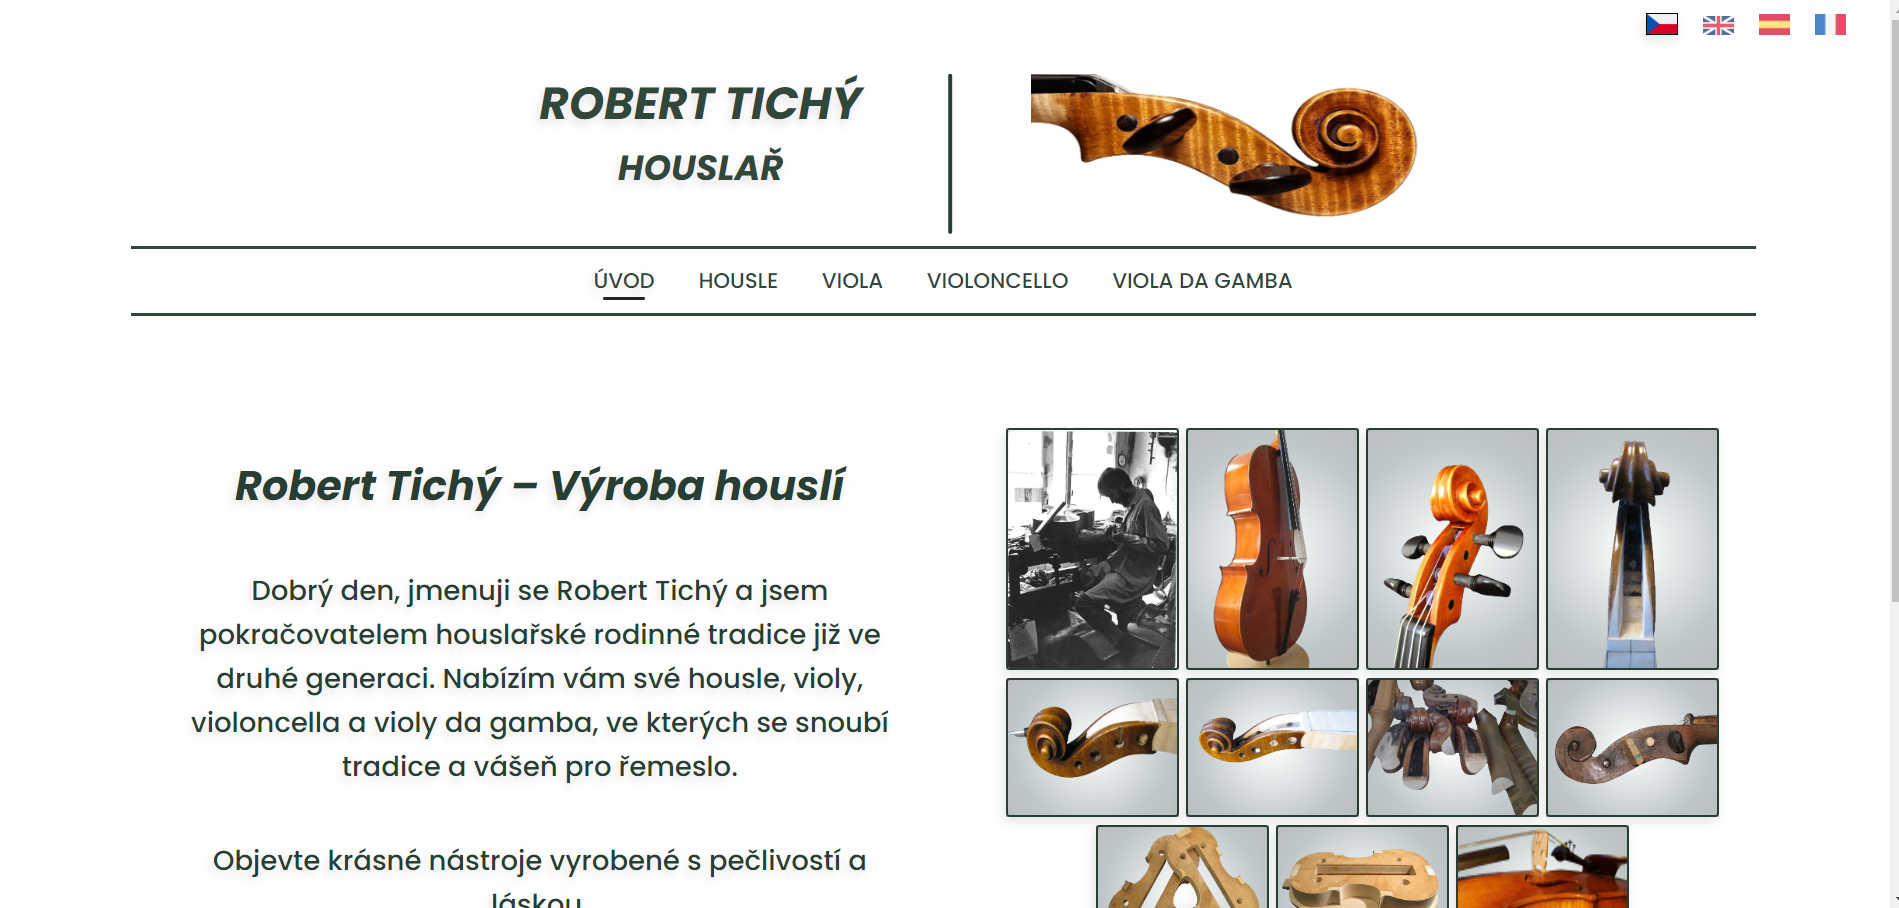 ROBERT TICHÝ
HOUSLAŘ
ÚVOD HOUSLE VIOLA VIOLONCELLO VIOLA DA GAMBA
Robert Tichý – Výroba houslí
Dobrý den, jmenuji se Robert Tichý a jsem
pokračovatelem houslařské rodinné tradice již ve
druhé generaci. Nabízím vám své housle, violy,
violoncella a violy da gamba, ve kterých se snoubí
tradice a vášeň pro řemeslo.
Objevte krásné nástroje vyrobené s pečlivostí a
láskou